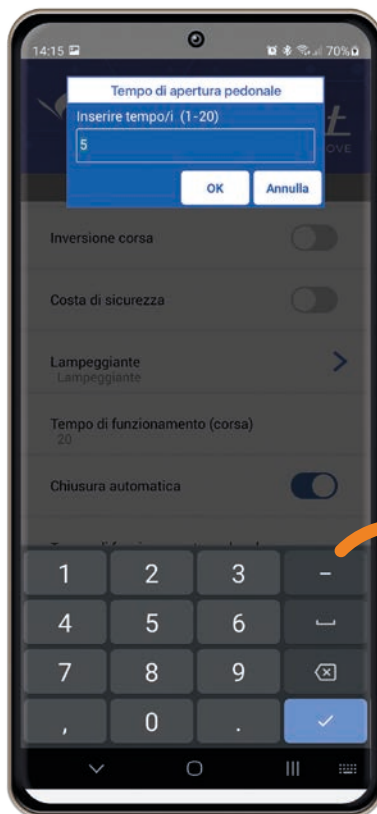 14:15 70%
Tempo di apertura pedonale
Inserire tempo/i (1-20)
5
OK Annulla
t
OVE
Inversione corsa
Costa di sicurezza
Lampeggiante
Lampeggiante
Tempo di funzionamento (corsa)
20
Chiusura automatica
1 2 3 -
4 5 6
7 8 9
, 0 .